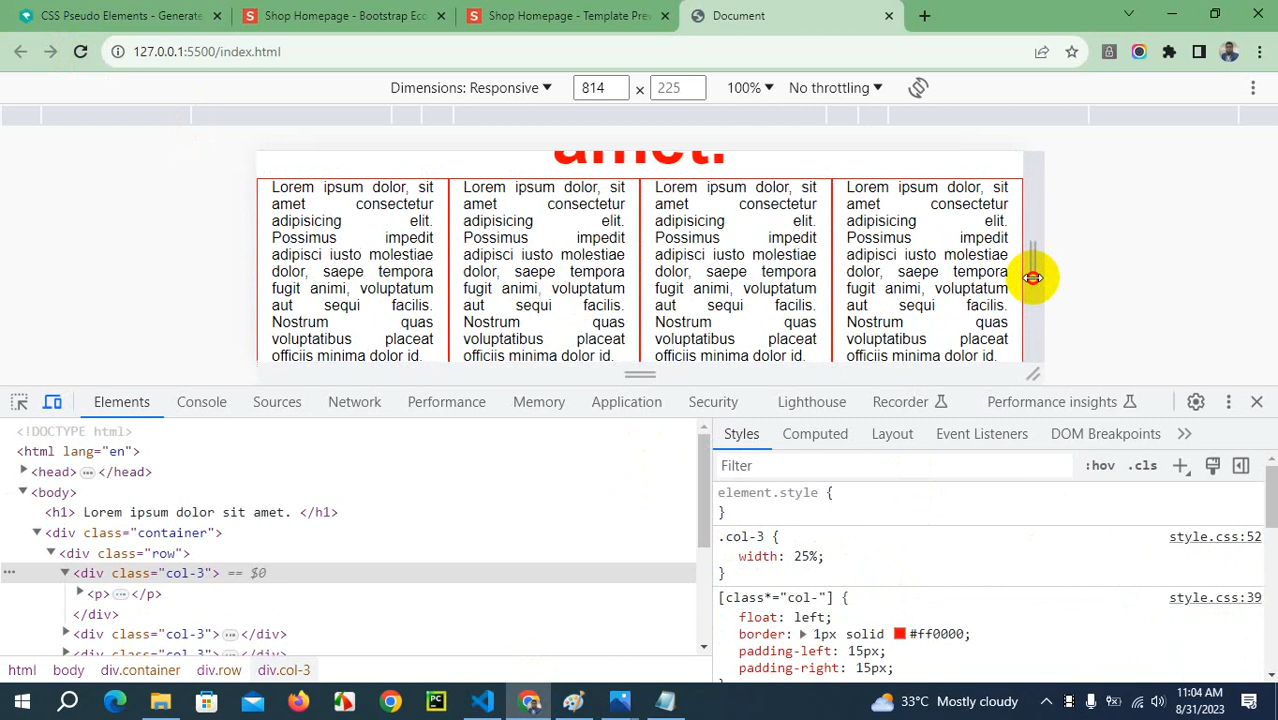 CSS Pseudo Elements - Generate
Shop Homepage - Bootstrap Ec
Shop Homepage - Template Pre
Document
127.0.0.1:5500/index.html
Dimensions: Responsive
814 × 225
100%
No throttling
amet.
Lorem ipsum dolor, sit Lorem ipsum dolor, sit Lorem ipsum dolor, sit Lorem ipsum dolor, sit
amet consectetur amet consectetur amet consectetur amet consectetur
adipisicing elit. adipisicing elit. adipisicing elit. adipisicing elit.
Possimus impedit Possimus impedit Possimus impedit Possimus impedit
adipisci iusto molestiae adipisci iusto molestiae adipisci iusto molestiae adipisci iusto molestiae
dolor, saepe tempora dolor, saepe tempora dolor, saepe tempora dolor, saepe tempora
fugit animi, voluptatum fugit animi, voluptatum fugit animi, voluptatum fugit animi, voluptatum
aut sequi facilis. aut sequi facilis. aut sequi facilis. aut sequi facilis.
Nostrum quas Nostrum quas Nostrum quas Nostrum quas
voluptatibus placeat voluptatibus placeat voluptatibus placeat voluptatibus placeat
officiis minima dolor id. officiis minima dolor id. officiis minima dolor id. officiis minima dolor id.
Elements Console Sources Network Performance Memory Application Security Lighthouse Recorder Performance insights
<!DOCTYPE html>
<html lang="en">
<head> … </head>
<body>
<h1> Lorem ipsum dolor sit amet. </h1>
<div class="container">
<div class="row">
<div class="col-3"> == $0
<p> … </p>
</div>
<div class="col-3"> … </div>
<div class="col-3"> … </div>
html body div.container div.row div.col-3
Styles Computed Layout Event Listeners DOM Breakpoints
Filter :hov .cls
element.style {
}
.col-3 { style.css:52
width: 25%;
}
[class*="col-"] { style.css:39
float: left;
border: 1px solid #ff0000;
padding-left: 15px;
padding-right: 15px;
PC
33°C Mostly cloudy
11:04 AM
8/31/2023